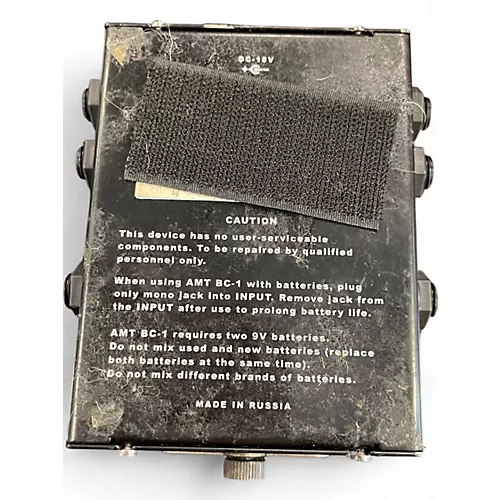 DC-18V
CAUTION
This device has no user-serviceable
components. To be repaired by qualified
personnel only.
When using AMT BC-1 with batteries, plug
only mono jack into INPUT. Remove jack from
the INPUT after use to prolong battery life.
AMT BC-1 requires two 9V batteries.
Do not mix used and new batteries (replace
both batteries at the same time).
Do not mix different brands of batteries.
MADE IN RUSSIA